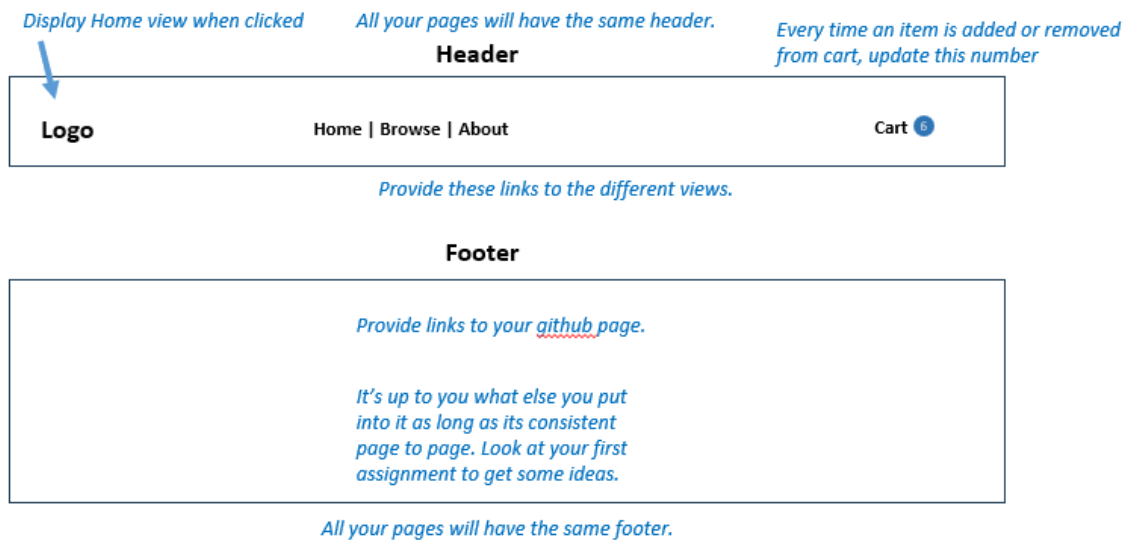 Display Home view when clicked
All your pages will have the same header.
Every time an item is added or removed
from cart, update this number
Header
Logo
Home | Browse | About
Cart 6
Provide these links to the different views.
Footer
Provide links to your github page.
It's up to you what else you put
into it as long as its consistent
page to page. Look at your first
assignment to get some ideas.
All your pages will have the same footer.